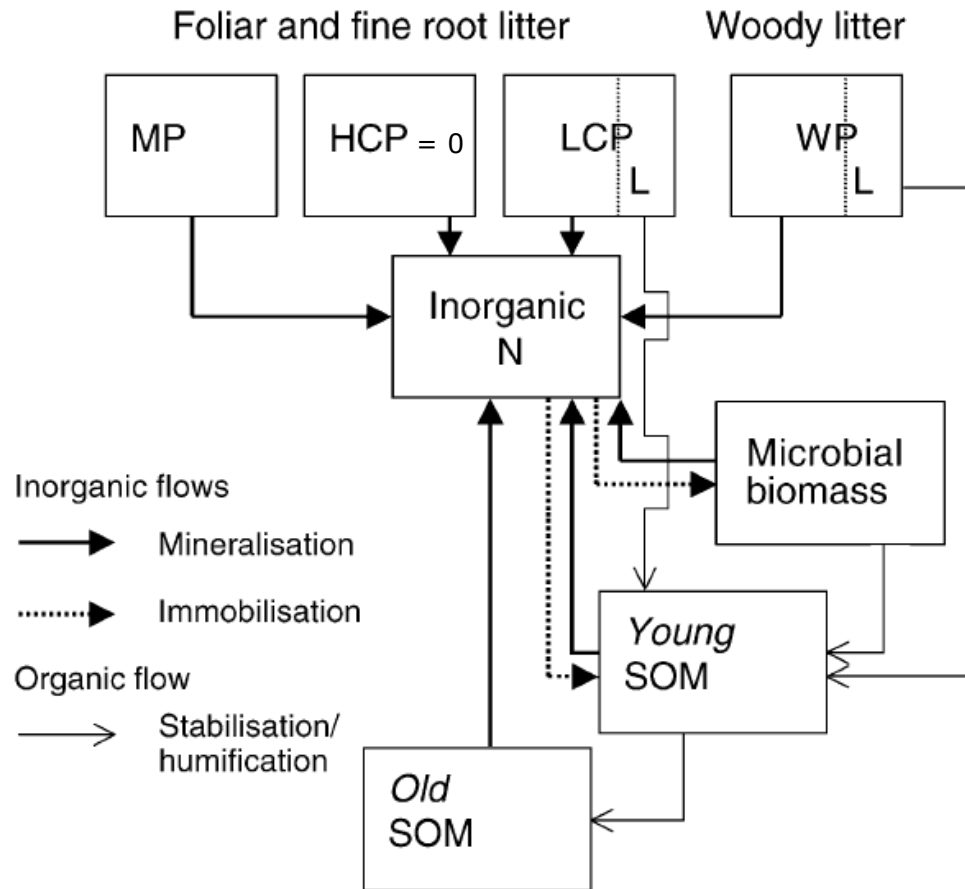 Foliar and fine root litter
Woody litter
MP
HCP = 0
LCP
L
WP
L
Inorganic
N
Microbial
biomass
Inorganic flows
Mineralisation
Immobilisation
Organic flow
Stabilisation/
humification
Young
SOM
Old
SOM